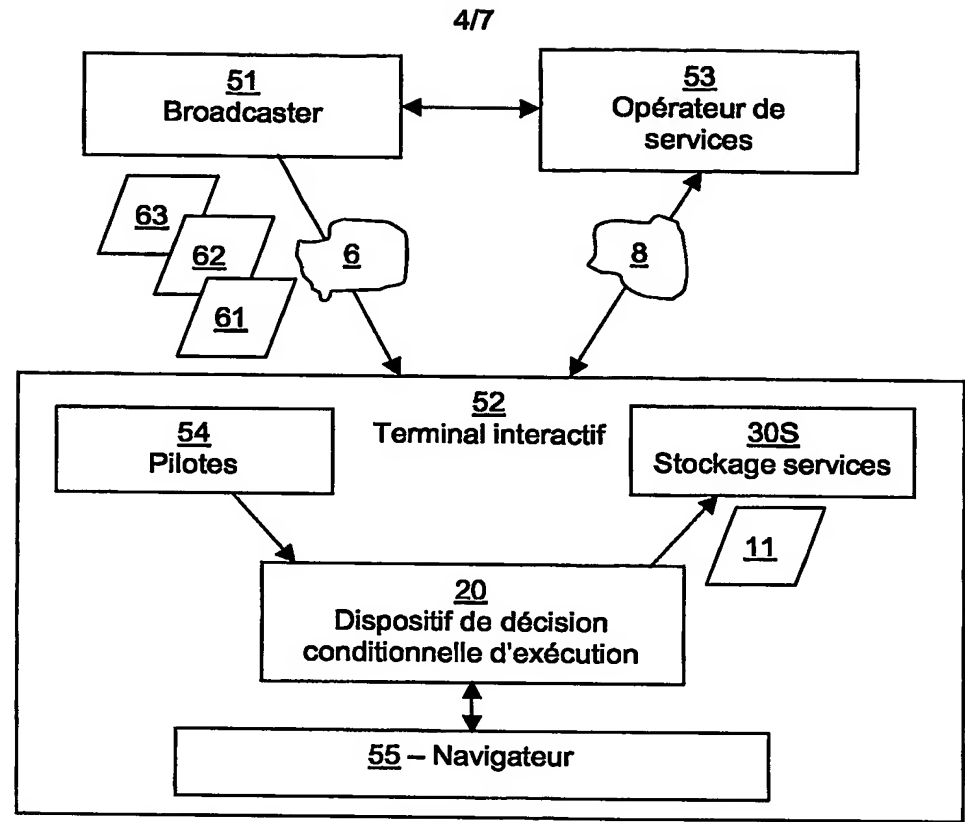 4/7
51
Broadcaster
53
Opérateur de
services
63
62
61
6
8
52
Terminal interactif
54
Pilotes
30S
Stockage services
11
20
Dispositif de décision
conditionnelle d'exécution
55 – Navigateur